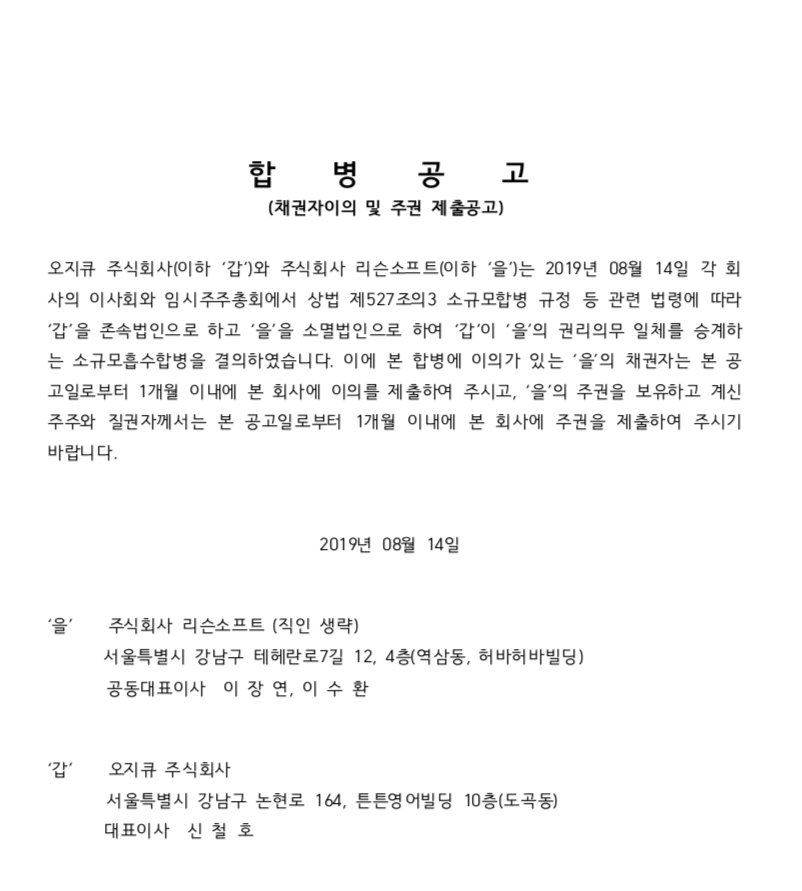 합 병 공 고
(채권자이의 및 주권 제출공고)
오지큐 주식회사(이하 ‘갑’)와 주식회사 리슨소프트(이하 ‘을’)는 2019년 08월 14일 각 회
사의 이사회와 임시주주총회에서 상법 제527조의3 소규모합병 규정 등 관련 법령에 따라
‘갑’을 존속법인으로 하고 ‘을’을 소멸법인으로 하여 ‘갑’이 ‘을’의 권리의무 일체를 승계하
는 소규모흡수합병을 결의하였습니다. 이에 본 합병에 이의가 있는 ‘을’의 채권자는 본 공
고일로부터 1개월 이내에 본 회사에 이의를 제출하여 주시고, ‘을’의 주권을 보유하고 계신
주주와 질권자께서는 본 공고일로부터 1개월 이내에 본 회사에 주권을 제출하여 주시기
바랍니다.
2019년 08월 14일
‘을’ 주식회사 리슨소프트 (직인 생략)
서울특별시 강남구 테헤란로7길 12, 4층(역삼동, 허바허바빌딩)
공동대표이사 이 장 연, 이 수 환
‘갑’ 오지큐 주식회사
서울특별시 강남구 논현로 164, 튼튼영어빌딩 10층(도곡동)
대표이사 신 철 호